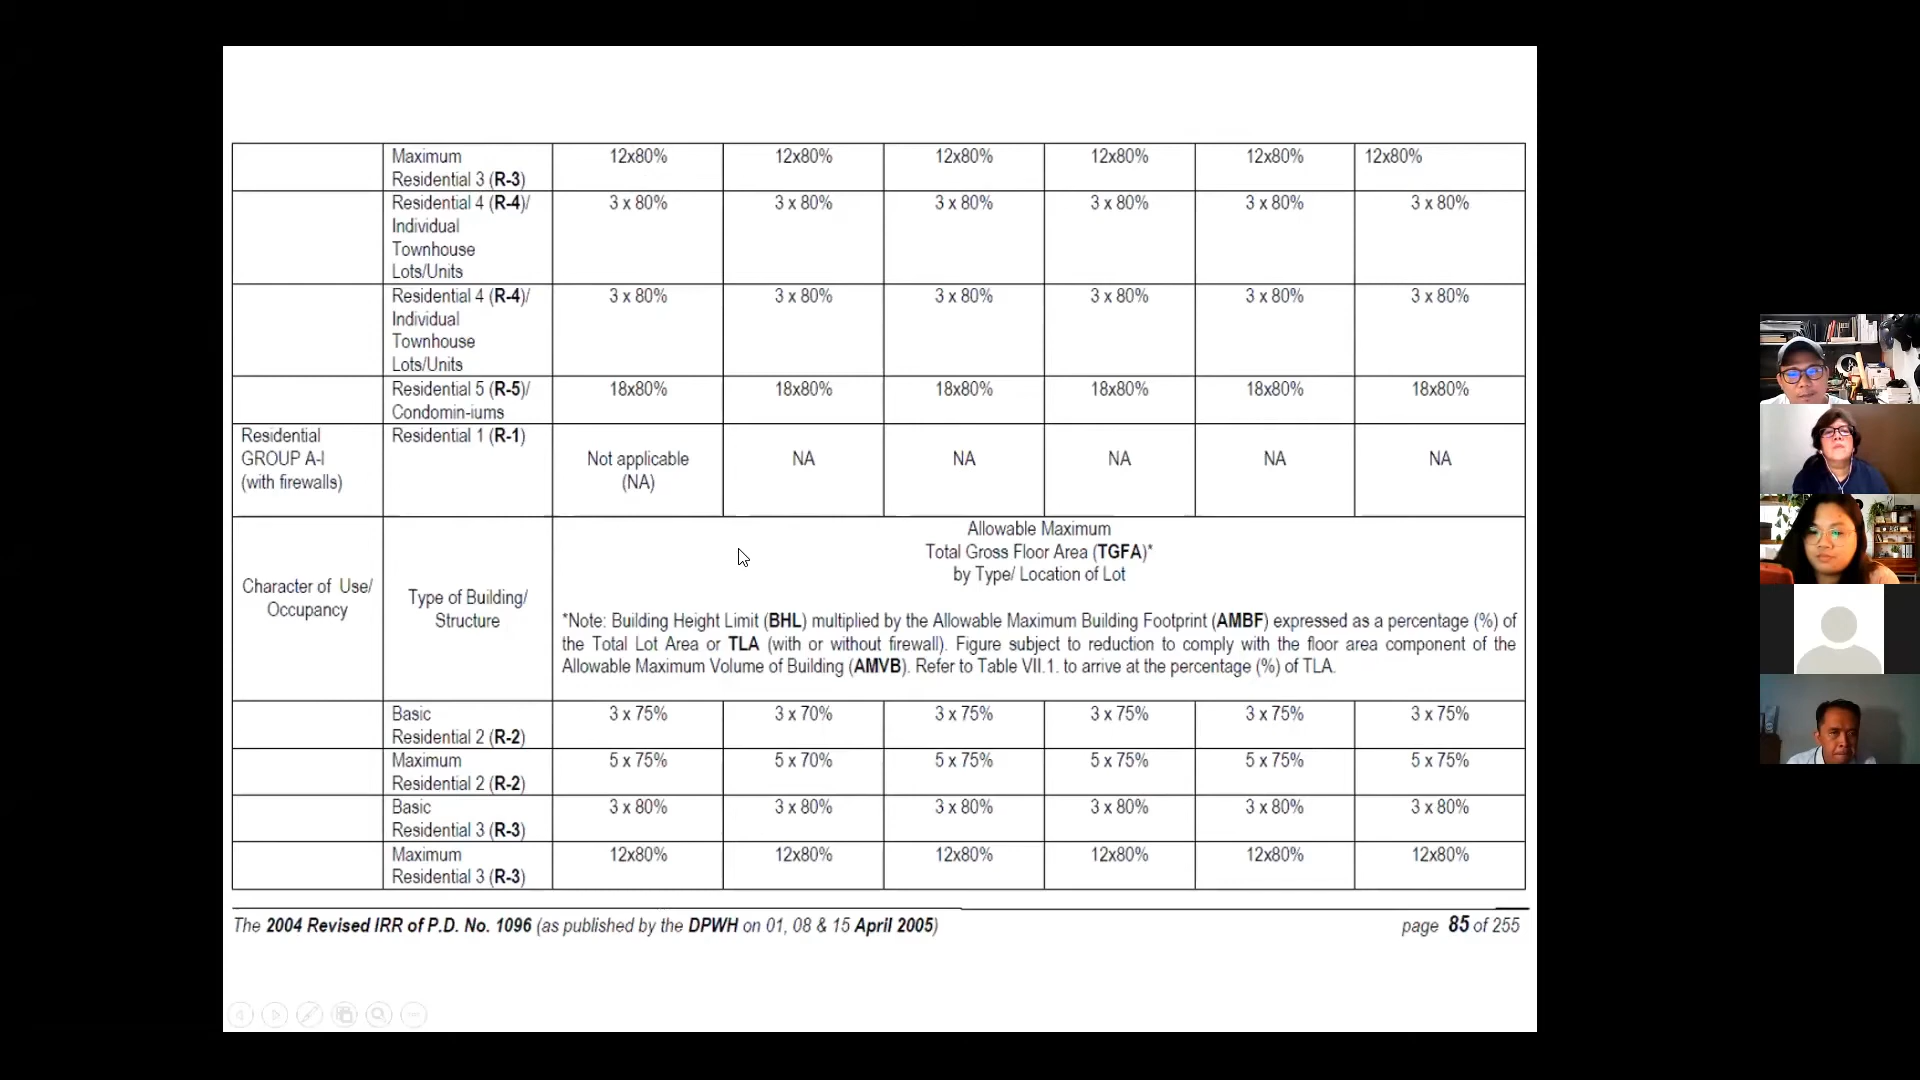 Maximum 12x80% 12x80% 12x80% 12x80% 12x80% 12x80%
Residential 3 (R-3)
Residential 4 (R-4)/ 3 x 80% 3 x 80% 3 x 80% 3 x 80% 3 x 80% 3 x 80%
Individual
Townhouse
Lots/Units
Residential 4 (R-4)/ 3 x 80% 3 x 80% 3 x 80% 3 x 80% 3 x 80% 3 x 80%
Individual
Townhouse
Lots/Units
Residential 5 (R-5)/ 18x80% 18x80% 18x80% 18x80% 18x80% 18x80%
Condomin-iums
Residential Residential 1 (R-1)
GROUP A-I Not applicable NA NA NA NA NA
(with firewalls) (NA)
Allowable Maximum
Total Gross Floor Area (TGFA)*
by Type/ Location of Lot
Character of Use/
Occupancy
Type of Building/
Structure
*Note: Building Height Limit (BHL) multiplied by the Allowable Maximum Building Footprint (AMBF) expressed as a percentage (%) of
the Total Lot Area or TLA (with or without firewall). Figure subject to reduction to comply with the floor area component of the
Allowable Maximum Volume of Building (AMVB). Refer to Table VII.1. to arrive at the percentage (%) of TLA.
Basic 3 x 75% 3 x 70% 3 x 75% 3 x 75% 3 x 75% 3 x 75%
Residential 2 (R-2)
Maximum 5 x 75% 5 x 70% 5 x 75% 5 x 75% 5 x 75% 5 x 75%
Residential 2 (R-2)
Basic 3 x 80% 3 x 80% 3 x 80% 3 x 80% 3 x 80% 3 x 80%
Residential 3 (R-3)
Maximum 12x80% 12x80% 12x80% 12x80% 12x80% 12x80%
Residential 3 (R-3)
The 2004 Revised IRR of P.D. No. 1096 (as published by the DPWH on 01, 08 & 15 April 2005) page 85 of 255